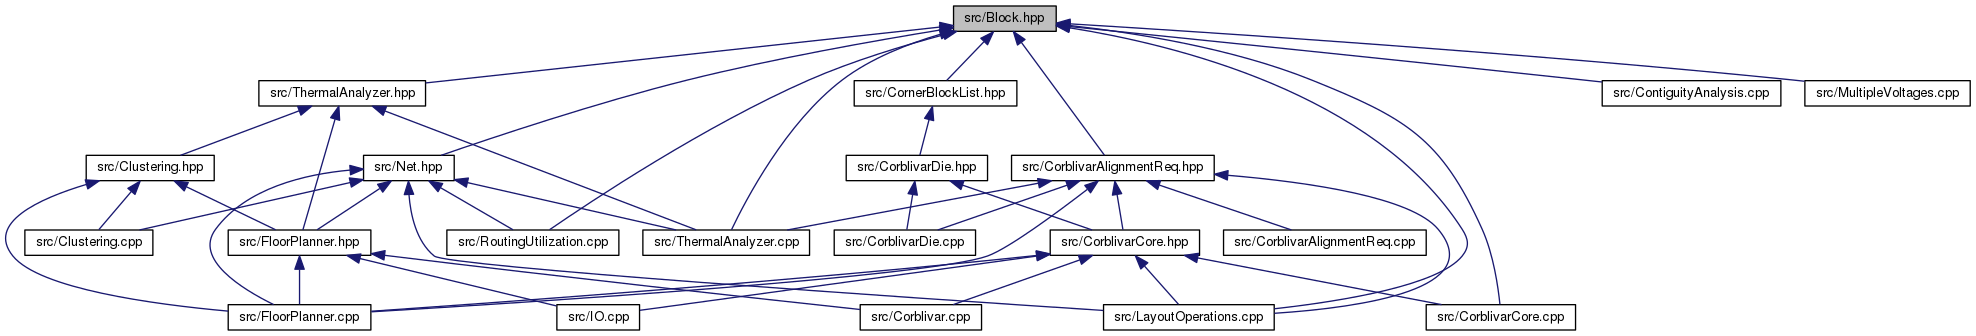 src/Block.hpp
src/ThermalAnalyzer.hpp
src/CornerBlockList.hpp
src/ContiguityAnalysis.cpp
src/MultipleVoltages.cpp
src/Clustering.hpp
src/Net.hpp
src/CorblivarDie.hpp
src/CorblivarAlignmentReq.hpp
src/Clustering.cpp
src/FloorPlanner.hpp
src/RoutingUtilization.cpp
src/ThermalAnalyzer.cpp
src/CorblivarDie.cpp
src/CorblivarCore.hpp
src/CorblivarAlignmentReq.cpp
src/FloorPlanner.cpp
src/IO.cpp
src/Corblivar.cpp
src/LayoutOperations.cpp
src/CorblivarCore.cpp